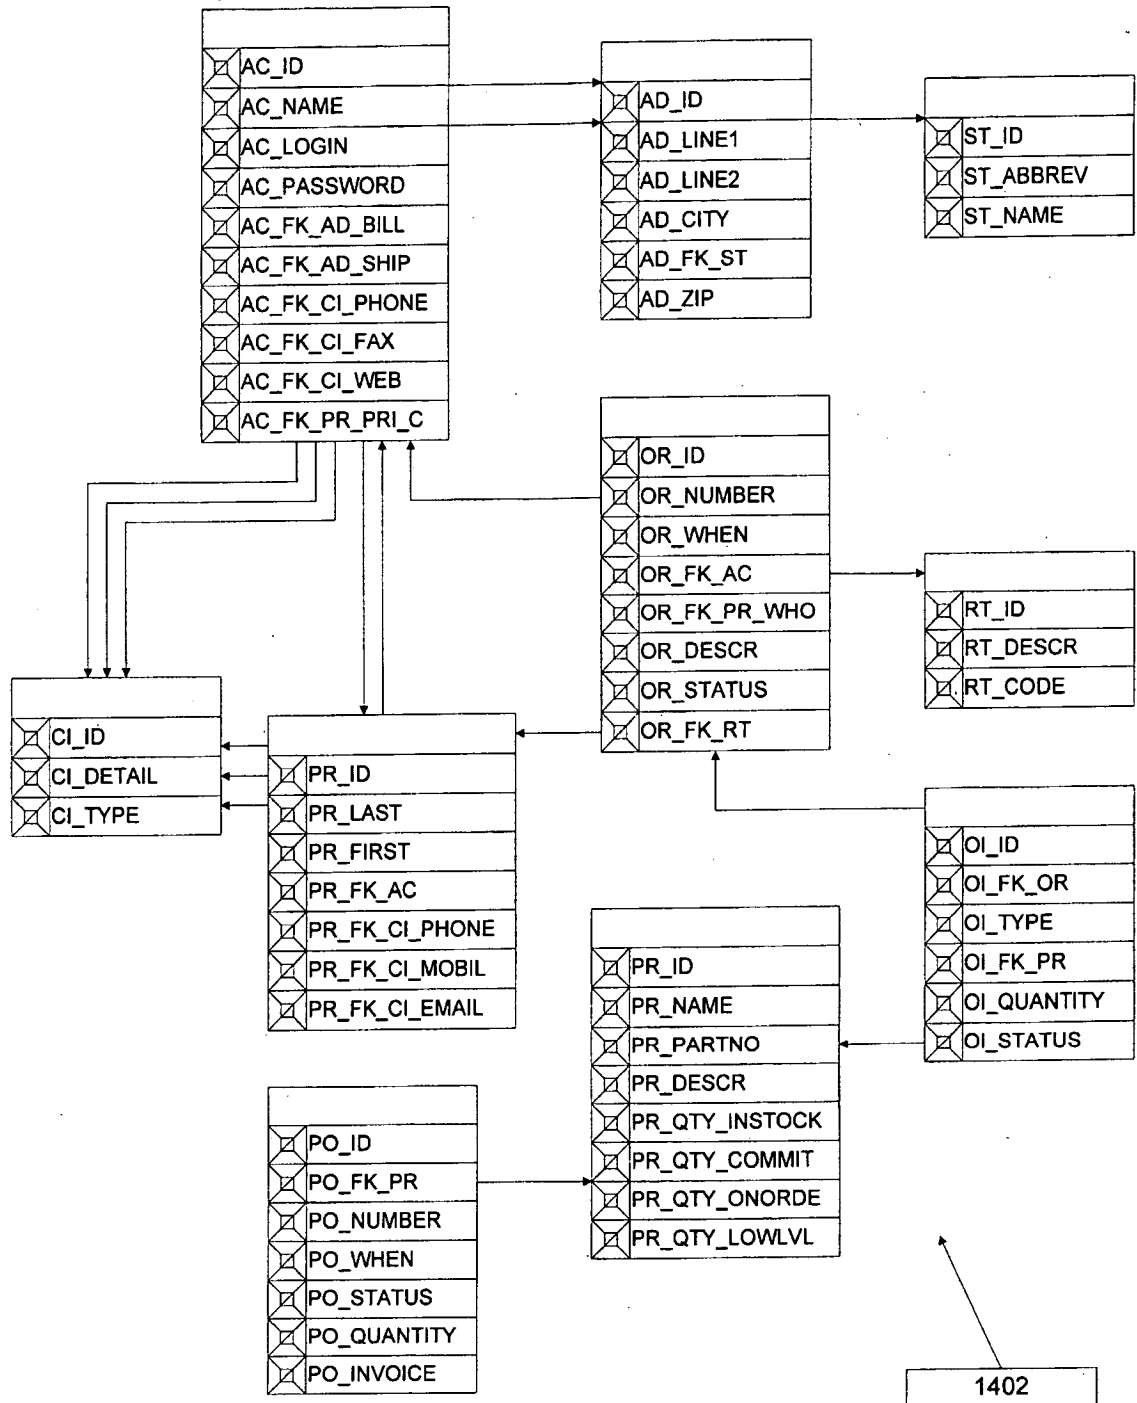 AC_ID
AC_NAME
AC_LOGIN
AC_PASSWORD
AC_FK_AD_BILL
AC_FK_AD_SHIP
AC_FK_CI_PHONE
AC_FK_CI_FAX
AC_FK_CI_WEB
AC_FK_PR_PRI_C
AD_ID
AD_LINE1
AD_LINE2
AD_CITY
AD_FK_ST
AD_ZIP
ST_ID
ST_ABBREV
ST_NAME
OR_ID
OR_NUMBER
OR_WHEN
OR_FK_AC
OR_FK_PR_WHO
OR_DESCR
OR_STATUS
OR_FK_RT
RT_ID
RT_DESCR
RT_CODE
CI_ID
CI_DETAIL
CI_TYPE
PR_ID
PR_LAST
PR_FIRST
PR_FK_AC
PR_FK_CI_PHONE
PR_FK_CI_MOBIL
PR_FK_CI_EMAIL
OI_ID
OI_FK_OR
OI_TYPE
OI_FK_PR
OI_QUANTITY
OI_STATUS
PR_ID
PR_NAME
PR_PARTNO
PR_DESCR
PR_QTY_INSTOCK
PR_QTY_COMMIT
PR_QTY_ONORDE
PR_QTY_LOWLVL
PO_ID
PO_FK_PR
PO_NUMBER
PO_WHEN
PO_STATUS
PO_QUANTITY
PO_INVOICE
1402